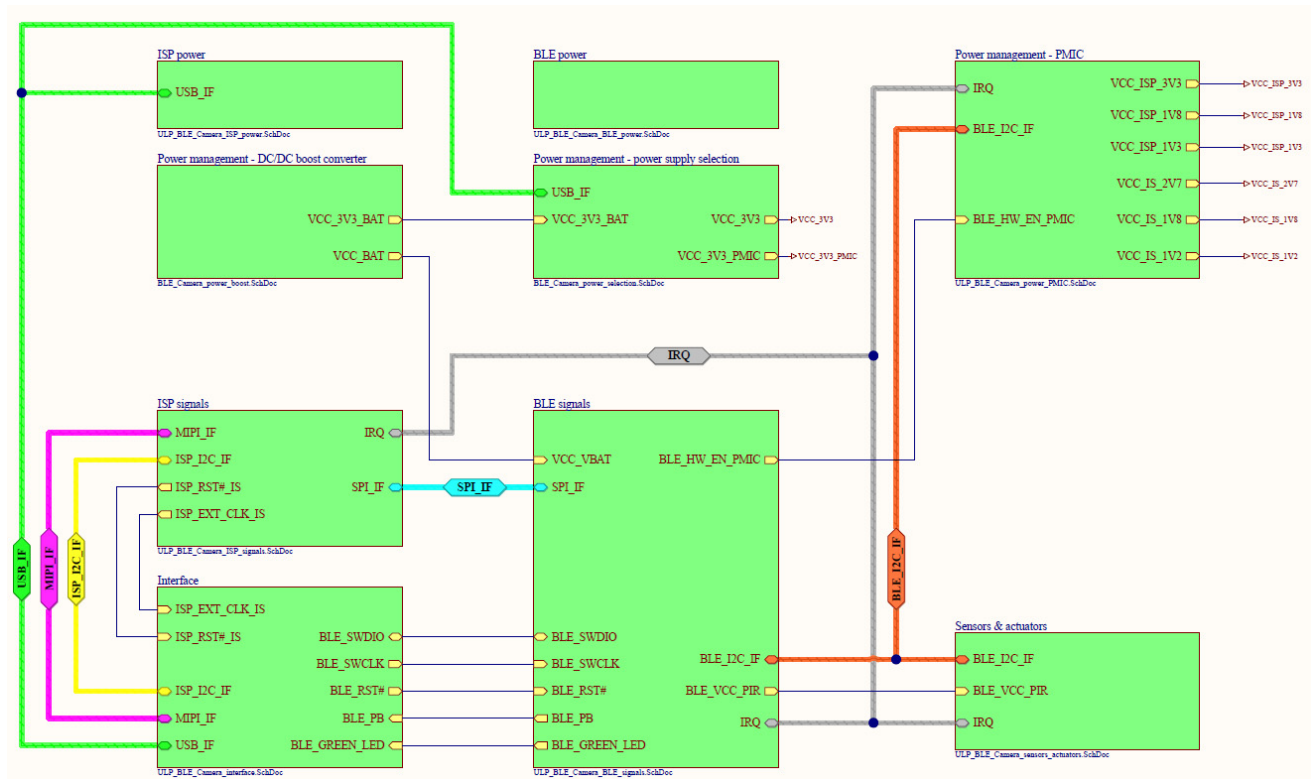 ISP power
USB_IF
ULP_BLE_Camera_ISP_power.SchDoc
BLE power
ULP_BLE_Camera_BLE_power.SchDoc
Power management - PMIC
IRQ
BLE_I2C_IF
BLE_HW_EN_PMIC
VCC_ISP_3V3
VCC_ISP_1V8
VCC_ISP_1V3
VCC_IS_2V7
VCC_IS_1V8
VCC_IS_1V2
VCC_ISP_3V3
VCC_ISP_1V8
VCC_ISP_1V3
VCC_IS_2V7
VCC_IS_1V8
VCC_IS_1V2
ULP_BLE_Camera_power_PMIC.SchDoc
Power management - DC/DC boost converter
VCC_3V3_BAT
VCC_BAT
BLE_Camera_power_boost.SchDoc
Power management - power supply selection
USB_IF
VCC_3V3_BAT
VCC_3V3
VCC_3V3_PMIC
VCC_3V3
VCC_3V3_PMIC
BLE_Camera_power_selection.SchDoc
IRQ
ISP signals
MIPI_IF
ISP_I2C_IF
ISP_RST#_IS
ISP_EXT_CLK_IS
IRQ
SPI_IF
ULP_BLE_Camera_ISP_signals.SchDoc
SPI_IF
USB_IF
MIPI_IF
ISP_I2C_IF
Interface
ISP_EXT_CLK_IS
ISP_RST#_IS
ISP_I2C_IF
MIPI_IF
USB_IF
BLE_SWDIO
BLE_SWCLK
BLE_RST#
BLE_PB
BLE_GREEN_LED
ULP_BLE_Camera_interface.SchDoc
BLE signals
VCC_VBAT
SPI_IF
BLE_SWDIO
BLE_SWCLK
BLE_RST#
BLE_PB
BLE_GREEN_LED
BLE_HW_EN_PMIC
BLE_I2C_IF
BLE_VCC_PIR
IRQ
ULP_BLE_Camera_BLE_signals.SchDoc
BLE_I2C_IF
Sensors & actuators
BLE_I2C_IF
BLE_VCC_PIR
IRQ
ULP_BLE_Camera_sensors_actuators.SchDoc